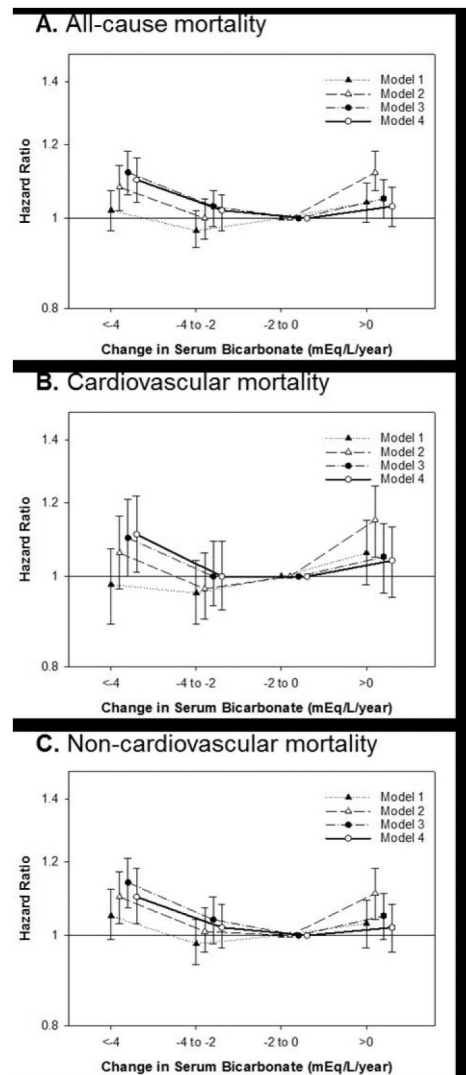 A. All-cause mortality
1.4
1.2
1
0.8
Hazard Ratio
Model 1
Model 2
Model 3
Model 4
<-4
-4 to -2
-2 to 0
>0
Change in Serum Bicarbonate (mEq/L/year)
B. Cardiovascular mortality
1.4
1.2
1
0.8
Hazard Ratio
Model 1
Model 2
Model 3
Model 4
<-4
-4 to -2
-2 to 0
>0
Change in Serum Bicarbonate (mEq/L/year)
C. Non-cardiovascular mortality
1.4
1.2
1
0.8
Hazard Ratio
Model 1
Model 2
Model 3
Model 4
<-4
-4 to -2
-2 to 0
>0
Change in Serum Bicarbonate (mEq/L/year)